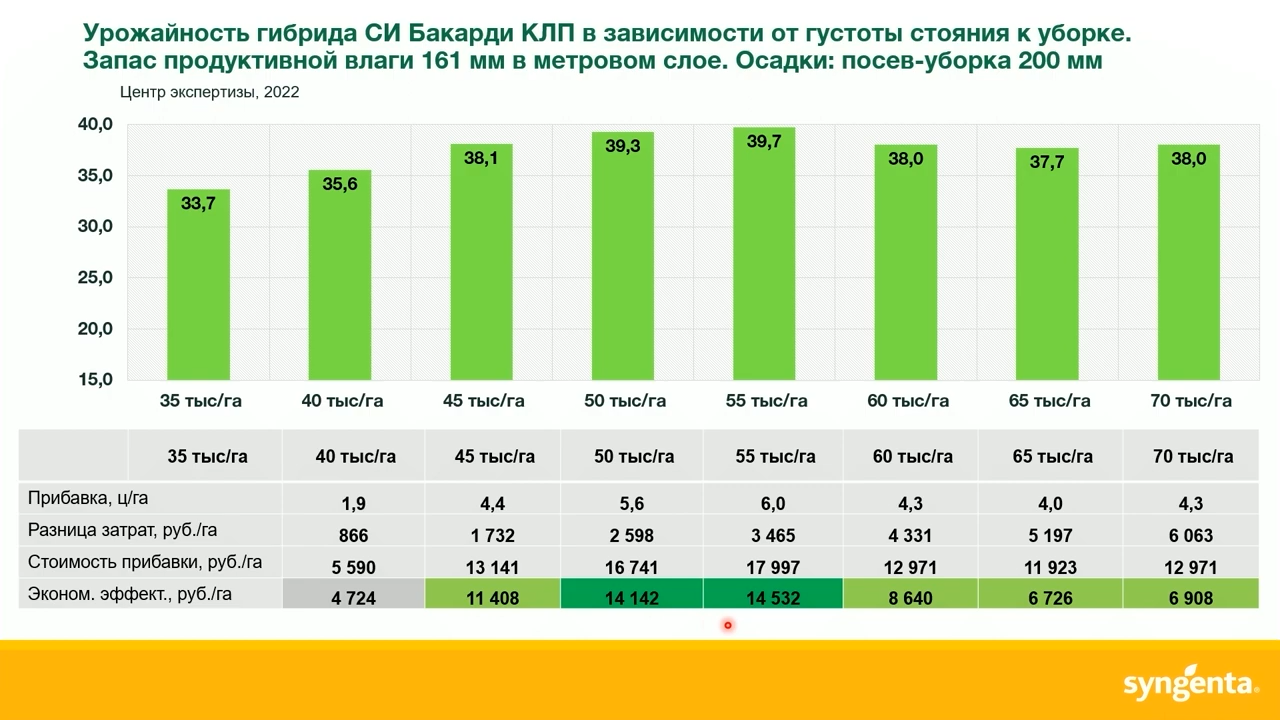 Урожайность гибрида СИ Бакарди КЛП в зависимости от густоты стояния к уборке.
Запас продуктивной влаги 161 мм в метровом слое. Осадки: посев-уборка 200 мм
Центр экспертизы, 2022
40,0
35,0
30,0
25,0
20,0
15,0
33,7
35,6
38,1
39,3
39,7
38,0
37,7
38,0
35 тыс/га 40 тыс/га 45 тыс/га 50 тыс/га 55 тыс/га 60 тыс/га 65 тыс/га 70 тыс/га
35 тыс/га 40 тыс/га 45 тыс/га 50 тыс/га 55 тыс/га 60 тыс/га 65 тыс/га 70 тыс/га
Прибавка, ц/га 1,9 4,4 5,6 6,0 4,3 4,0 4,3
Разница затрат, руб./га 866 1 732 2 598 3 465 4 331 5 197 6 063
Стоимость прибавки, руб./га 5 590 13 141 16 741 17 997 12 971 11 923 12 971
Эконом. эффект., руб./га 4 724 11 408 14 142 14 532 8 640 6 726 6 908
syngenta